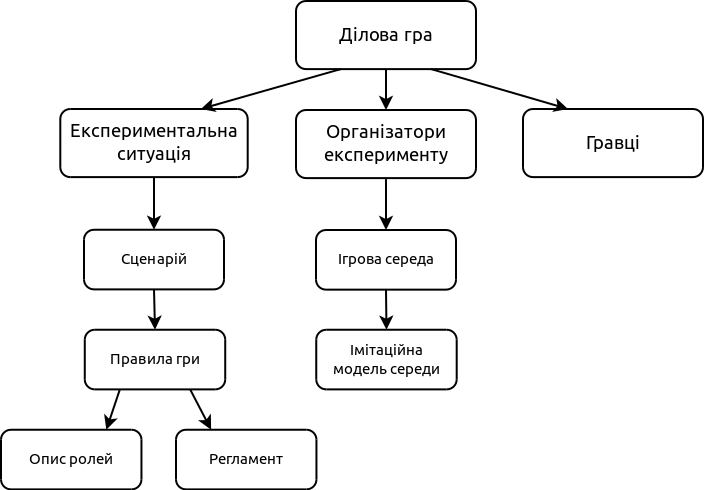 Ділова гра
Експериментальна
ситуація
Організатори
експерименту
Гравці
Сценарій
Ігрова середа
Правила гри
Імітаційна
модель середи
Опис ролей
Регламент